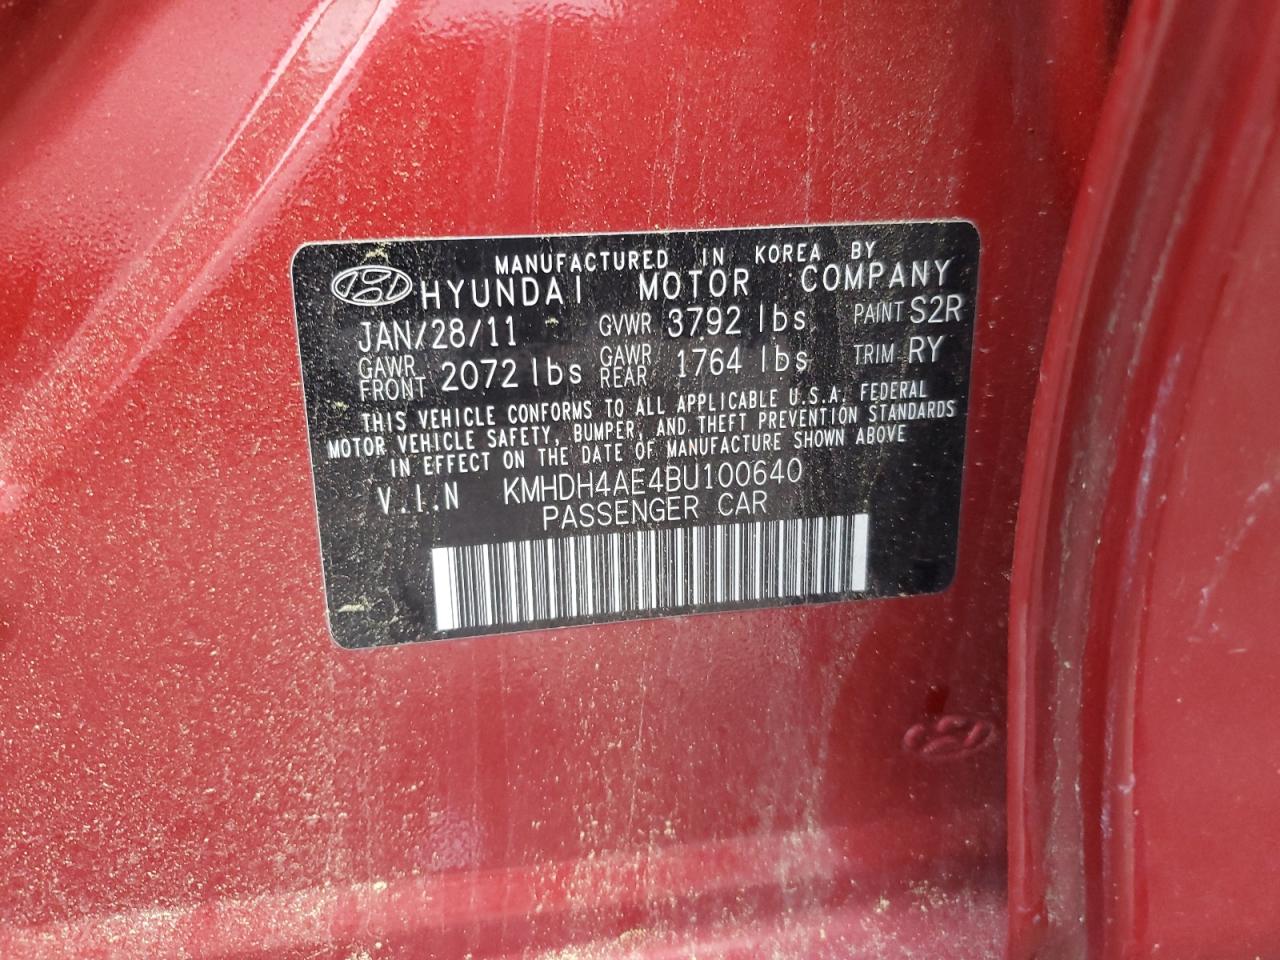 MANUFACTURED IN KOREA BY
HYUNDAI MOTOR COMPANY
JAN/28/11 GVWR 3792 lbs PAINT S2R
GAWR FRONT 2072 lbs GAWR REAR 1764 lbs TRIM RY
THIS VEHICLE CONFORMS TO ALL APPLICABLE U.S.A. FEDERAL
MOTOR VEHICLE SAFETY, BUMPER, AND THEFT PREVENTION STANDARDS
IN EFFECT ON THE DATE OF MANUFACTURE SHOWN ABOVE
V.I.N KMHDH4AE4BU100640
PASSENGER CAR